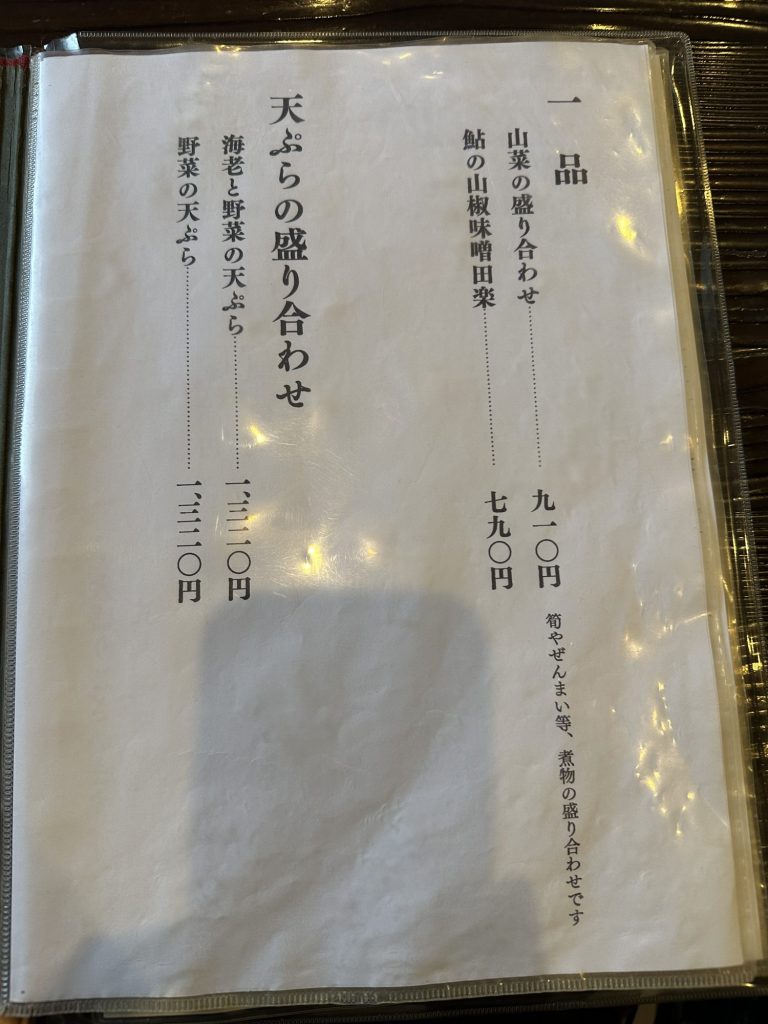 一品
山菜の盛り合わせ……………九一〇円 筍やぜんまい等、煮物の盛り合わせです
鮎の山椒味噌田楽……………七九〇円
天ぷらの盛り合わせ
海老と野菜の天ぷら……………一、三二〇円
野菜の天ぷら……………一、三二〇円